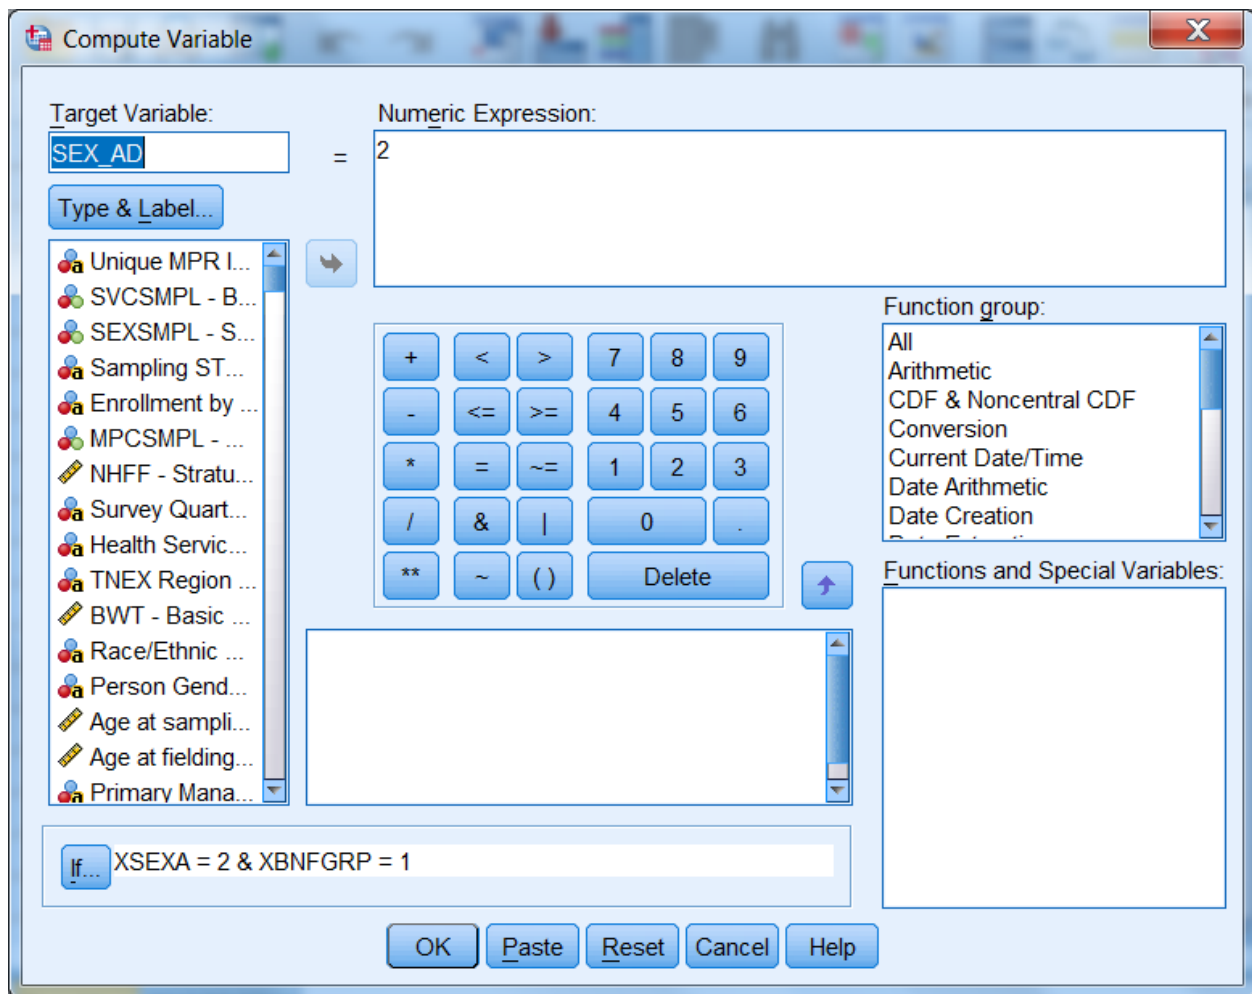 Compute Variable
X
Target Variable:
SEX_AD
=
Numeric Expression:
2
Type & Label...
Unique MPR I...
SVCSMPL - B...
SEXSMPL - S...
Sampling ST...
Enrollment by ...
MPCSMPL - ...
NHFF - Stratu...
Survey Quart...
Health Servic...
TNEX Region ...
BWT - Basic ...
Race/Ethnic ...
Person Gend...
Age at sampli...
Age at fielding...
Primary Mana...
+ < > 7 8 9
- <= >= 4 5 6
* = ~= 1 2 3
/ & | 0 .
** ~ ( ) Delete
Function group:
All
Arithmetic
CDF & Noncentral CDF
Conversion
Current Date/Time
Date Arithmetic
Date Creation
Functions and Special Variables:
If... XSEXA = 2 & XBNFGRP = 1
OK Paste Reset Cancel Help